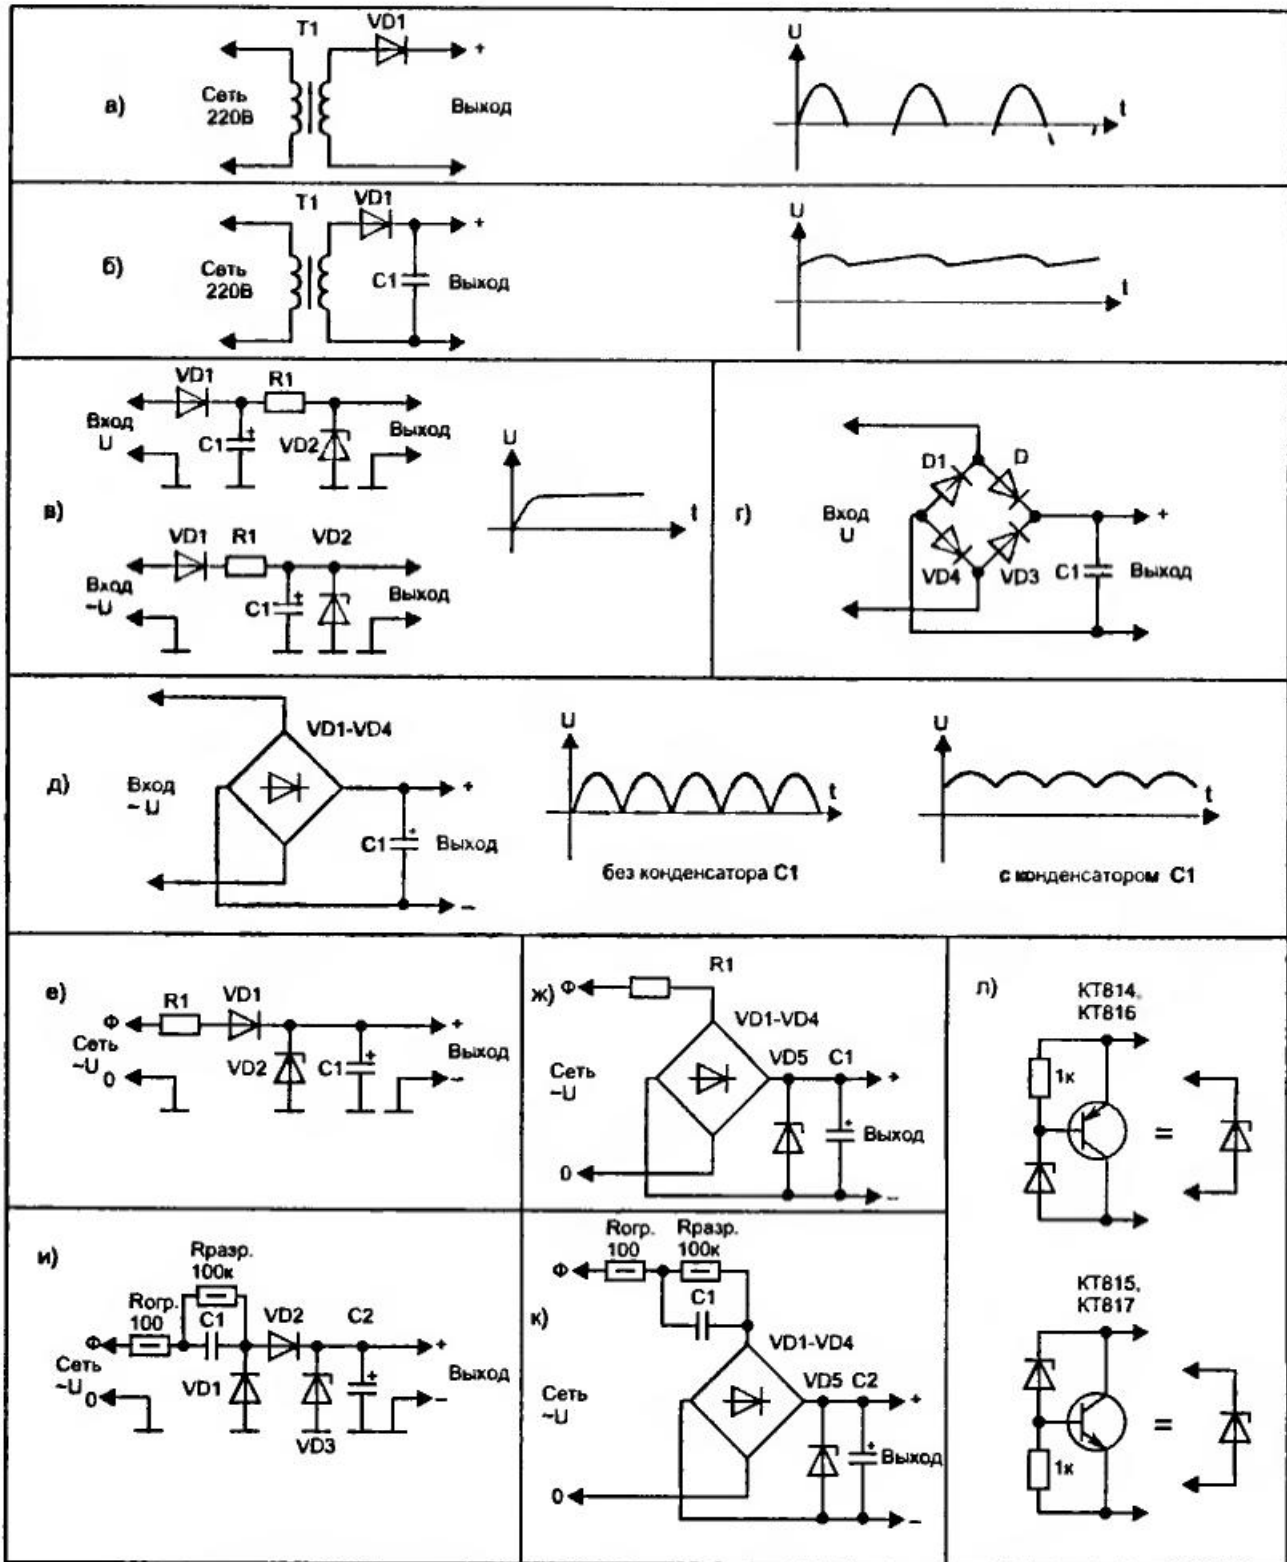 а)
T1
VD1
+
Сеть
220В
Выход
U
t
б)
T1
VD1
+
Сеть
220В
C1
Выход
U
t
в)
VD1
R1
Вход
U
C1
+
VD2
Выход
VD1
R1
VD2
Вход
~U
C1
+
Выход
U
t
г)
D1
D
Вход
U
VD4
VD3
C1
+
Выход
д)
VD1-VD4
Вход
~ U
+
C1
+
Выход
–
U
t
без конденсатора C1
U
t
с конденсатором C1
е)
R1
VD1
Ф
+
Сеть
~U
0
VD2
C1
+
Выход
–
ж)
R1
Ф
VD1-VD4
VD5
C1
+
Сеть
~U
+
Выход
0
–
л)
КТ814,
КТ816
1к
=
КТ815,
КТ817
1к
=
и)
Rразр.
100к
Rогр.
100
C1
VD2
C2
Ф
+
Сеть
~U
0
VD1
VD3
+
Выход
–
к)
Rогр.
100
Rразр.
100к
Ф
C1
VD1-VD4
VD5
C2
+
Сеть
~U
+
Выход
0
–